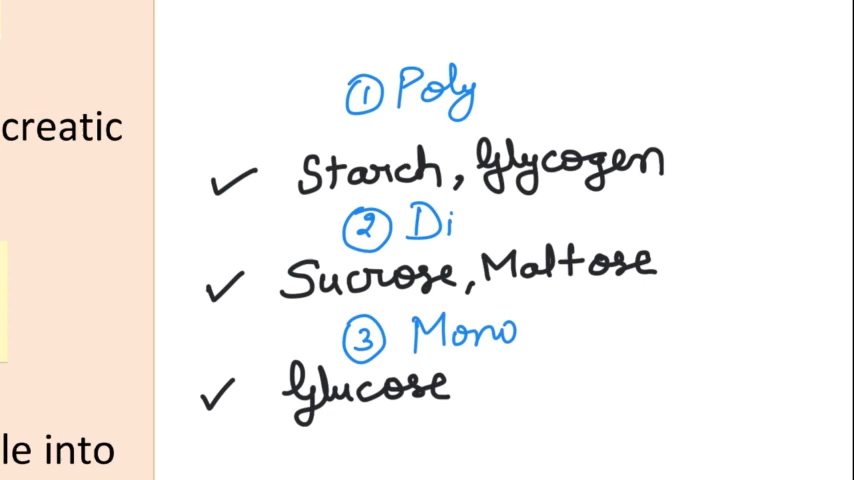 ① Poly
creatic
✓ Starch, Glycogen
② Di
✓ Sucrose, Maltose
③ Mono
✓ Glucose
le into